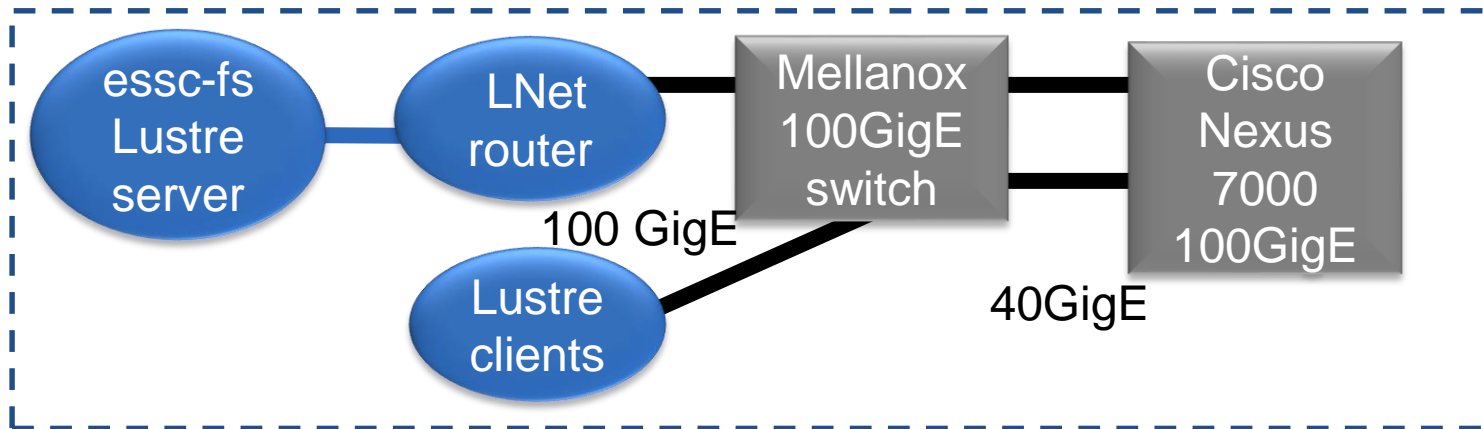 essc-fs
Lustre
server
LNet
router
Mellanox
100GigE
switch
Cisco
Nexus
7000
100GigE
100 GigE
Lustre
clients
40GigE